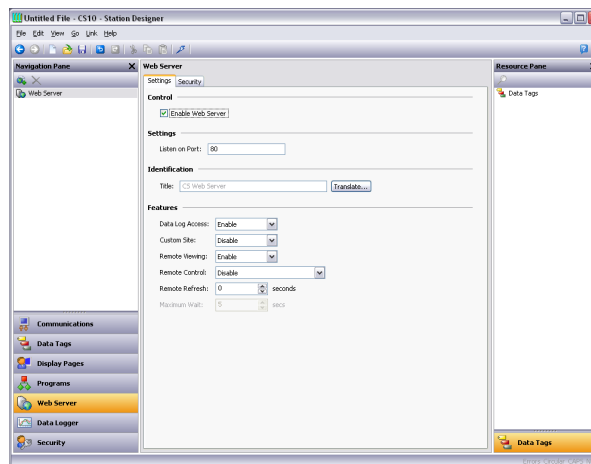 Untitled File - CS10 - Station Designer
File Edit View Go Link Help
Navigation Pane
Web Server
Resource Pane
Settings Security
Web Server
Data Tags
Control
Enable Web Server
Settings
Listen on Port: 80
Identification
Title: CS Web Server Translate...
Features
Data Log Access: Enable
Custom Site: Disable
Remote Viewing: Enable
Remote Control: Disable
Remote Refresh: 0 seconds
Maximum Wait: 5 secs
Communications
Data Tags
Display Pages
Programs
Web Server
Data Logger
Security
Data Tags
Errors Circular CAPS